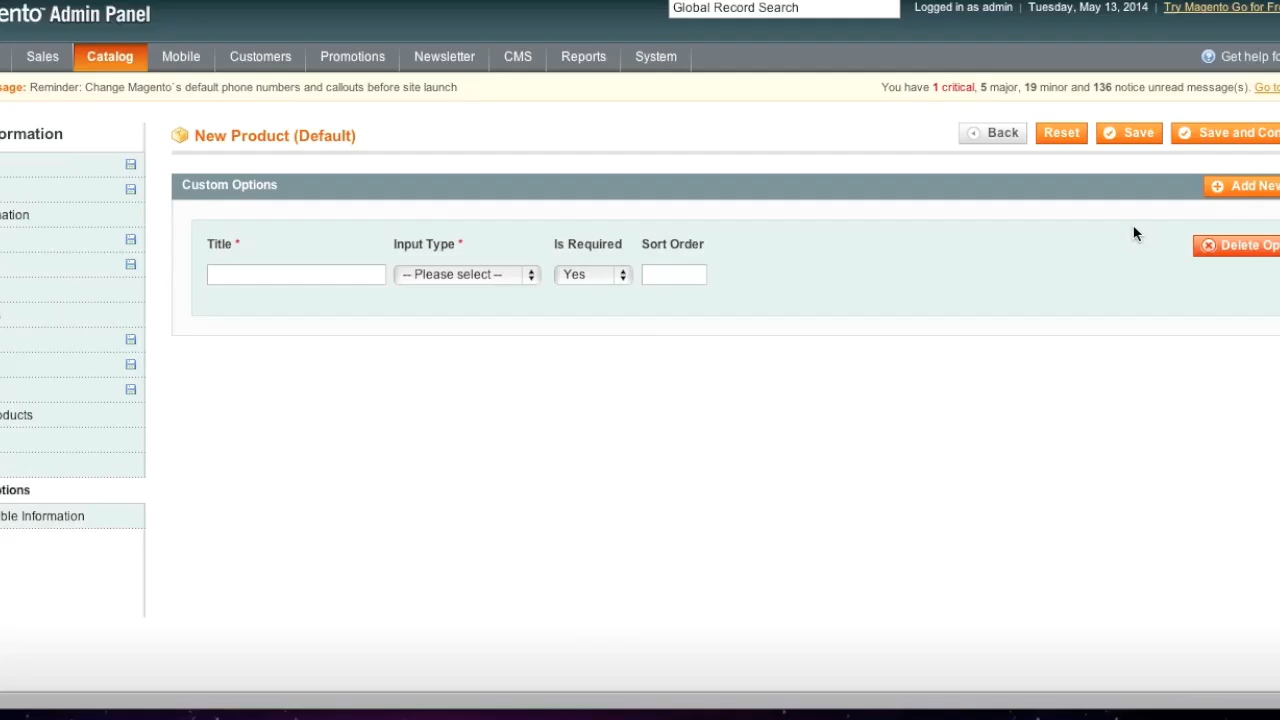 ento Admin Panel
Global Record Search
Logged in as admin | Tuesday, May 13, 2014 | Try Magento Go for Fr
Sales Catalog Mobile Customers Promotions Newsletter CMS Reports System
Get help fo
sage: Reminder: Change Magento`s default phone numbers and callouts before site launch
You have 1 critical, 5 major, 19 minor and 136 notice unread message(s). Go to
ormation
New Product (Default)
Back Reset Save Save and Con
Custom Options
Add New
ation
Title * Input Type * Is Required Sort Order
Delete Op
-- Please select -- Yes
oducts
tions
ble Information